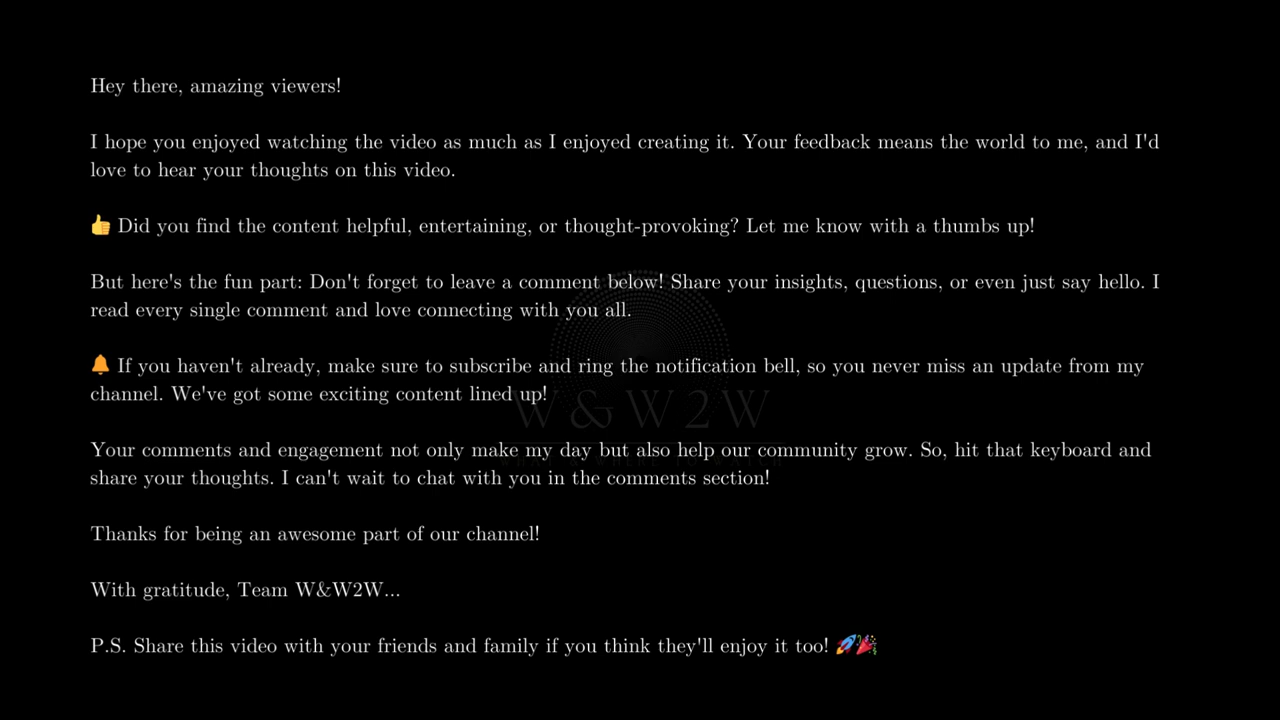 Hey there, amazing viewers!
I hope you enjoyed watching the video as much as I enjoyed creating it. Your feedback means the world to me, and I'd
love to hear your thoughts on this video.
👍 Did you find the content helpful, entertaining, or thought-provoking? Let me know with a thumbs up!
But here's the fun part: Don't forget to leave a comment below! Share your insights, questions, or even just say hello. I
read every single comment and love connecting with you all.
🔔 If you haven't already, make sure to subscribe and ring the notification bell, so you never miss an update from my
channel. We've got some exciting content lined up!
W&W2W
Your comments and engagement not only make my day but also help our community grow. So, hit that keyboard and
share your thoughts. I can't wait to chat with you in the comments section!
Thanks for being an awesome part of our channel!
With gratitude, Team W&W2W...
P.S. Share this video with your friends and family if you think they'll enjoy it too! 🚀🎉